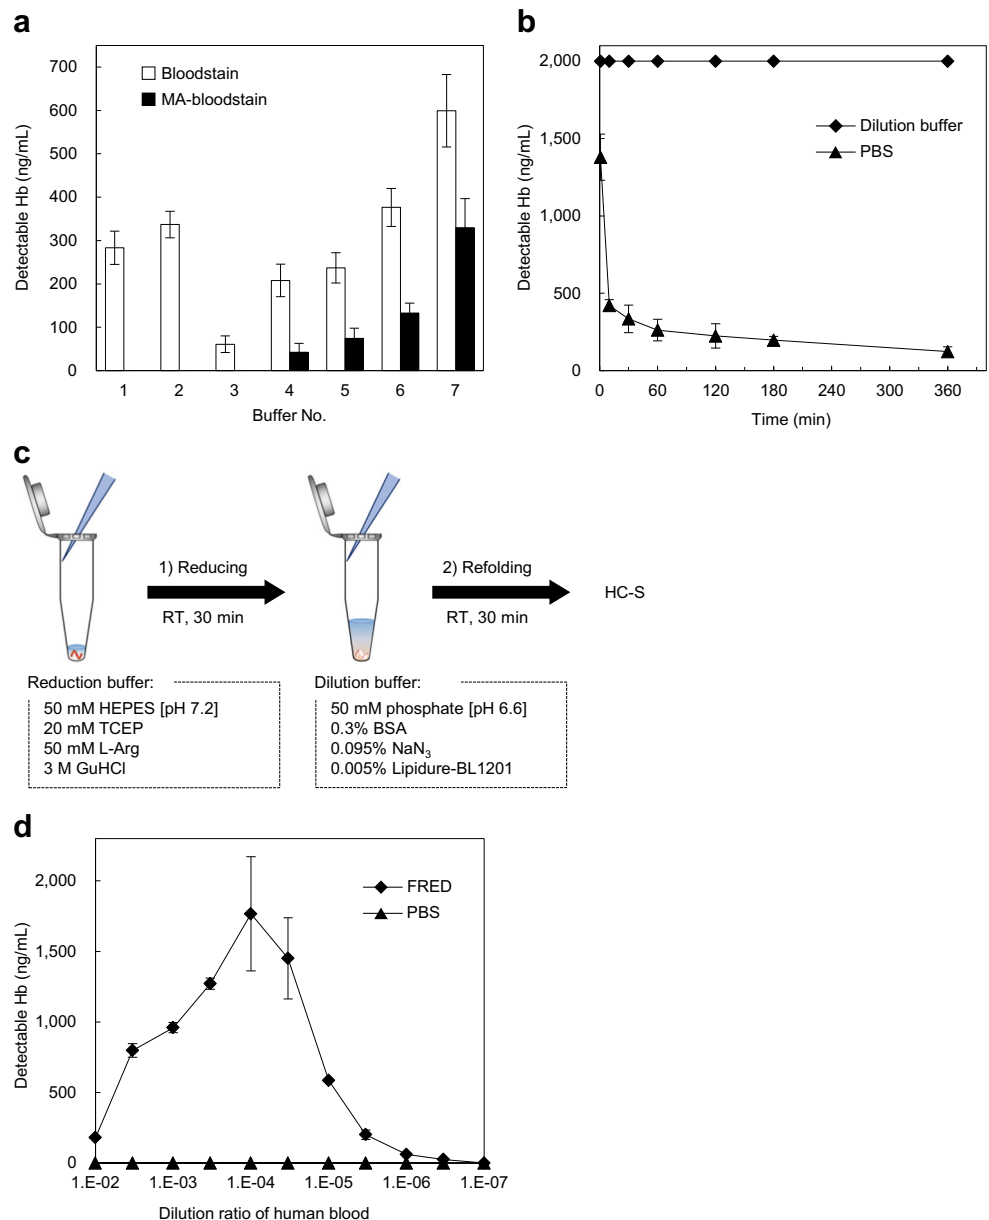 a
700
600
500
400
300
200
100
0
Detectable Hb (ng/mL)
Bloodstain
MA-bloodstain
1 2 3 4 5 6 7
Buffer No.
b
2,000
1,500
1,000
500
0
Detectable Hb (ng/mL)
Dilution buffer
PBS
0 60 120 180 240 300 360
Time (min)
c
1) Reducing
RT, 30 min
2) Refolding
RT, 30 min
HC-S
Reduction buffer:
50 mM HEPES [pH 7.2]
20 mM TCEP
50 mM L-Arg
3 M GuHCl
Dilution buffer:
50 mM phosphate [pH 6.6]
0.3% BSA
0.095% NaN₃
0.005% Lipidure-BL1201
d
2,000
1,500
1,000
500
0
Detectable Hb (ng/mL)
FRED
PBS
1.E-02 1.E-03 1.E-04 1.E-05 1.E-06 1.E-07
Dilution ratio of human blood